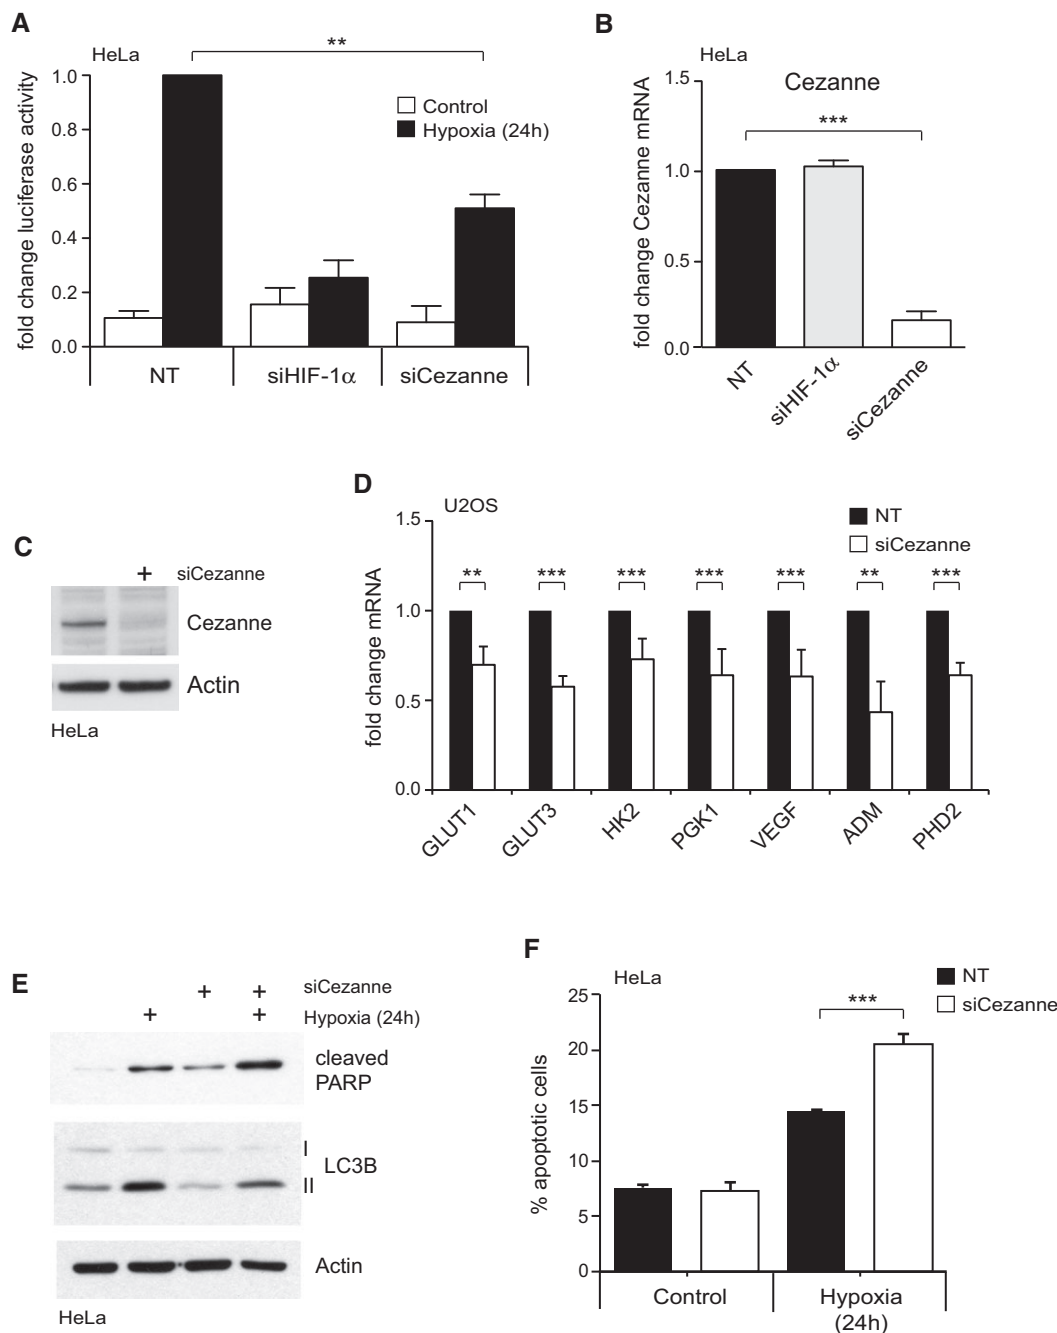 A
HeLa
**
fold change luciferase activity
1.0
0.8
0.6
0.4
0.2
0.0
Control
Hypoxia (24h)
NT
siHIF-1α
siCezanne
B
HeLa
Cezanne
***
fold change Cezanne mRNA
1.5
1.0
0.5
0.0
NT
siHIF-1α
siCezanne
C
+ siCezanne
Cezanne
Actin
HeLa
D
U2OS
NT
siCezanne
fold change mRNA
1.5
1.0
0.5
0.0
** *** *** *** *** ** ***
GLUT1 GLUT3 HK2 PGK1 VEGF ADM PHD2
E
+ + siCezanne
+ + Hypoxia (24h)
cleaved
PARP
I
LC3B
II
Actin
HeLa
F
HeLa
NT
siCezanne
***
% apoptotic cells
25
20
15
10
5
0
Control
Hypoxia
(24h)